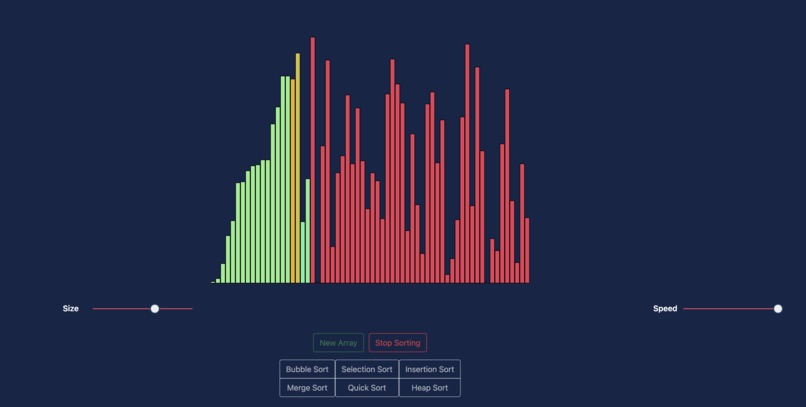 Size
Speed
New Array Stop Sorting
Bubble Sort Selection Sort Insertion Sort
Merge Sort Quick Sort Heap Sort